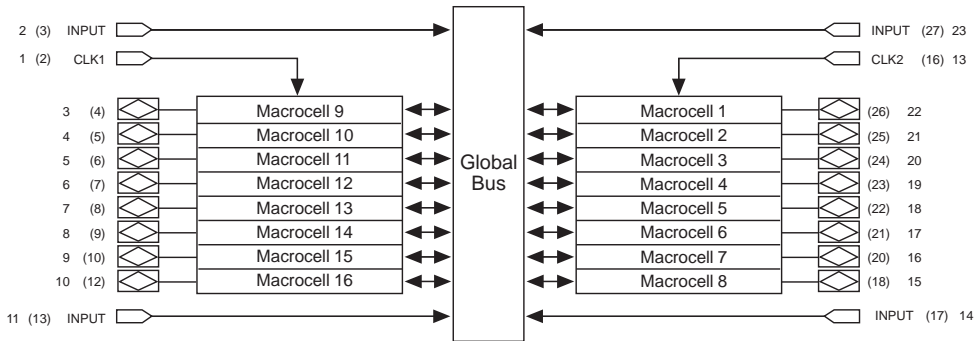 2 (3) INPUT INPUT (27) 23
1 (2) CLK1 CLK2 (16) 13
3 (4) Macrocell 9 Macrocell 1 (26) 22
4 (5) Macrocell 10 Macrocell 2 (25) 21
5 (6) Macrocell 11 Macrocell 3 (24) 20
Global
Bus
6 (7) Macrocell 12 Macrocell 4 (23) 19
7 (8) Macrocell 13 Macrocell 5 (22) 18
8 (9) Macrocell 14 Macrocell 6 (21) 17
9 (10) Macrocell 15 Macrocell 7 (20) 16
10 (12) Macrocell 16 Macrocell 8 (18) 15
11 (13) INPUT INPUT (17) 14